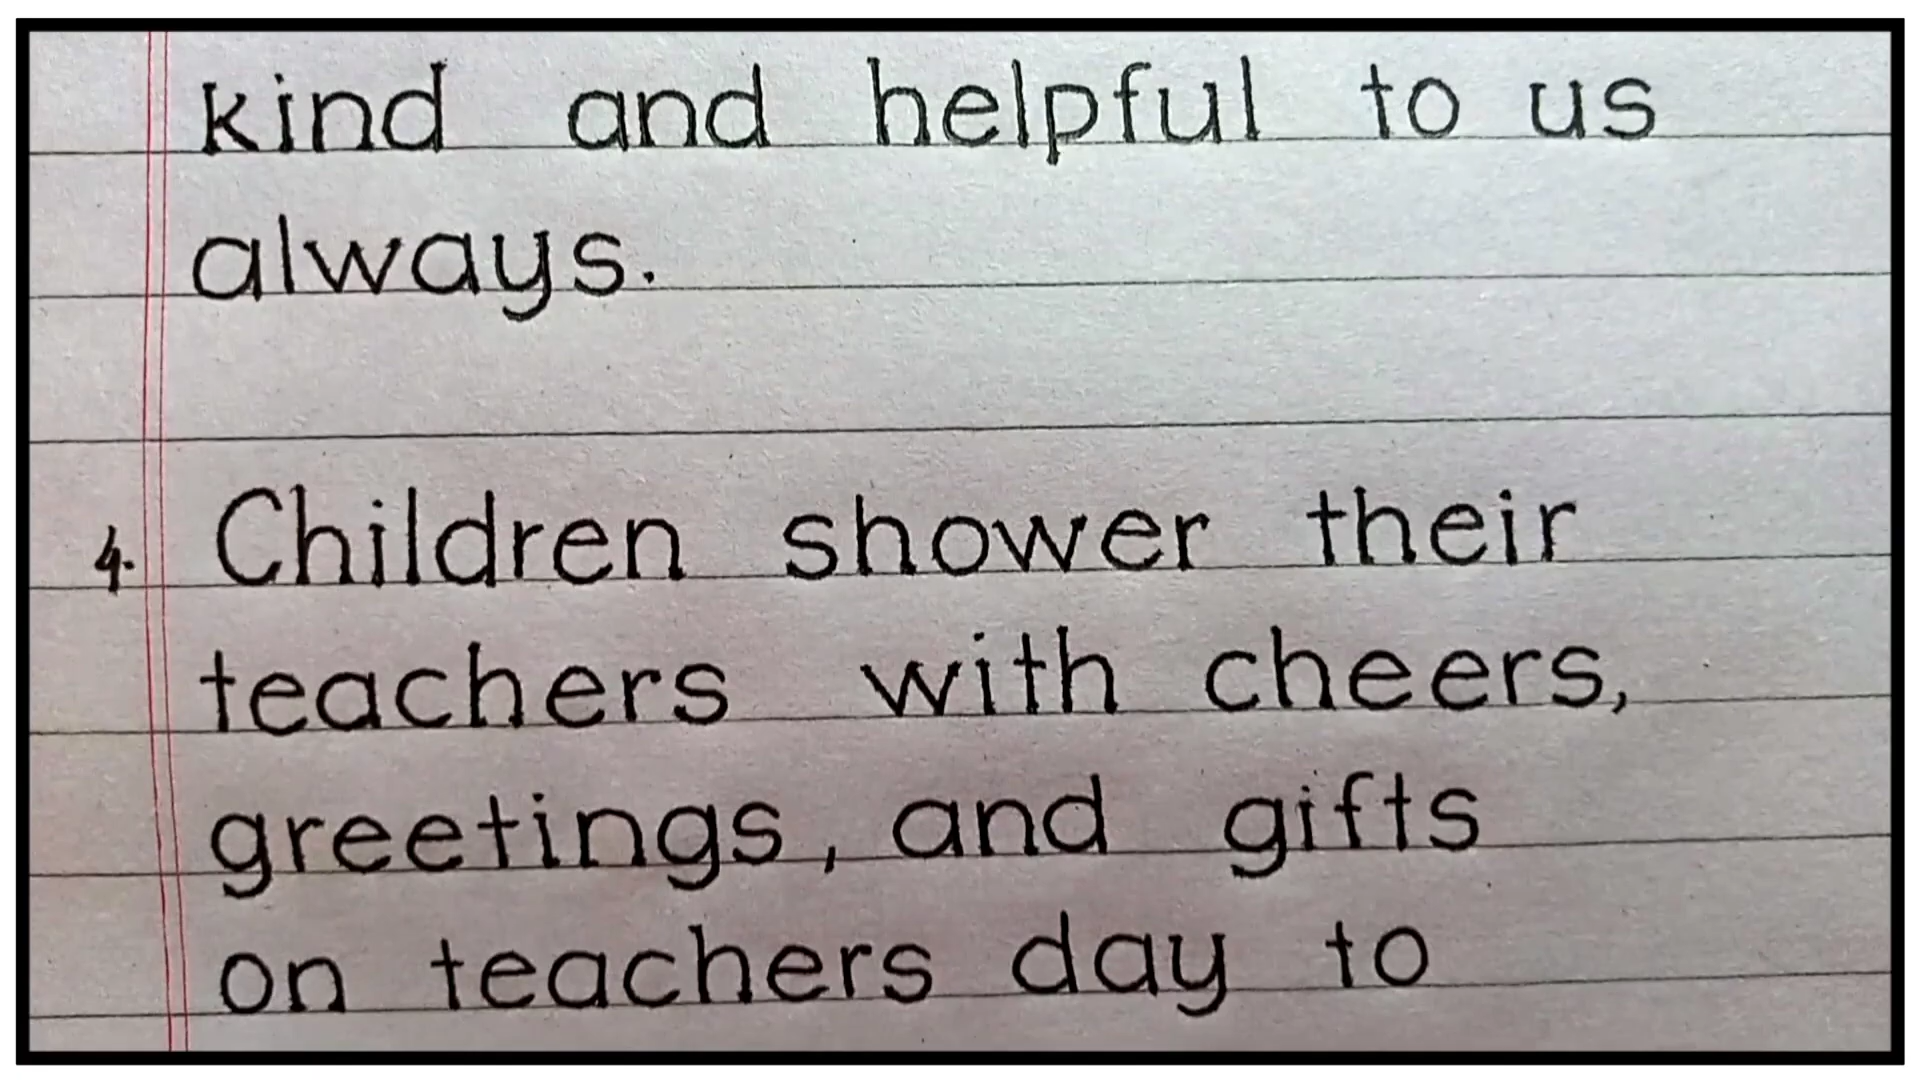 kind and helpful to us
always.
4. Children shower their
teachers with cheers,
greetings, and gifts
on teachers day to